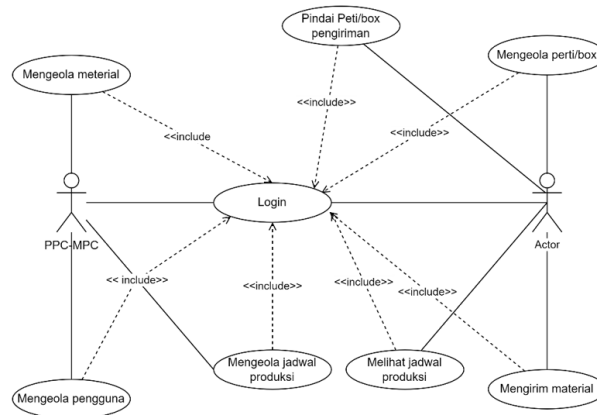 Pindai Peti/box
pengiriman
Mengeola meterial
Mengeola perti/box
<<include>>
<<include
<<include>>
Login
PPC-MPC
Actor
<< include>>
<<include>>
<<include>>
<<include>>
Mengeola jadwal
produksi
Melihat jadwal
produksi
Mengeola pengguna
Mengirim material